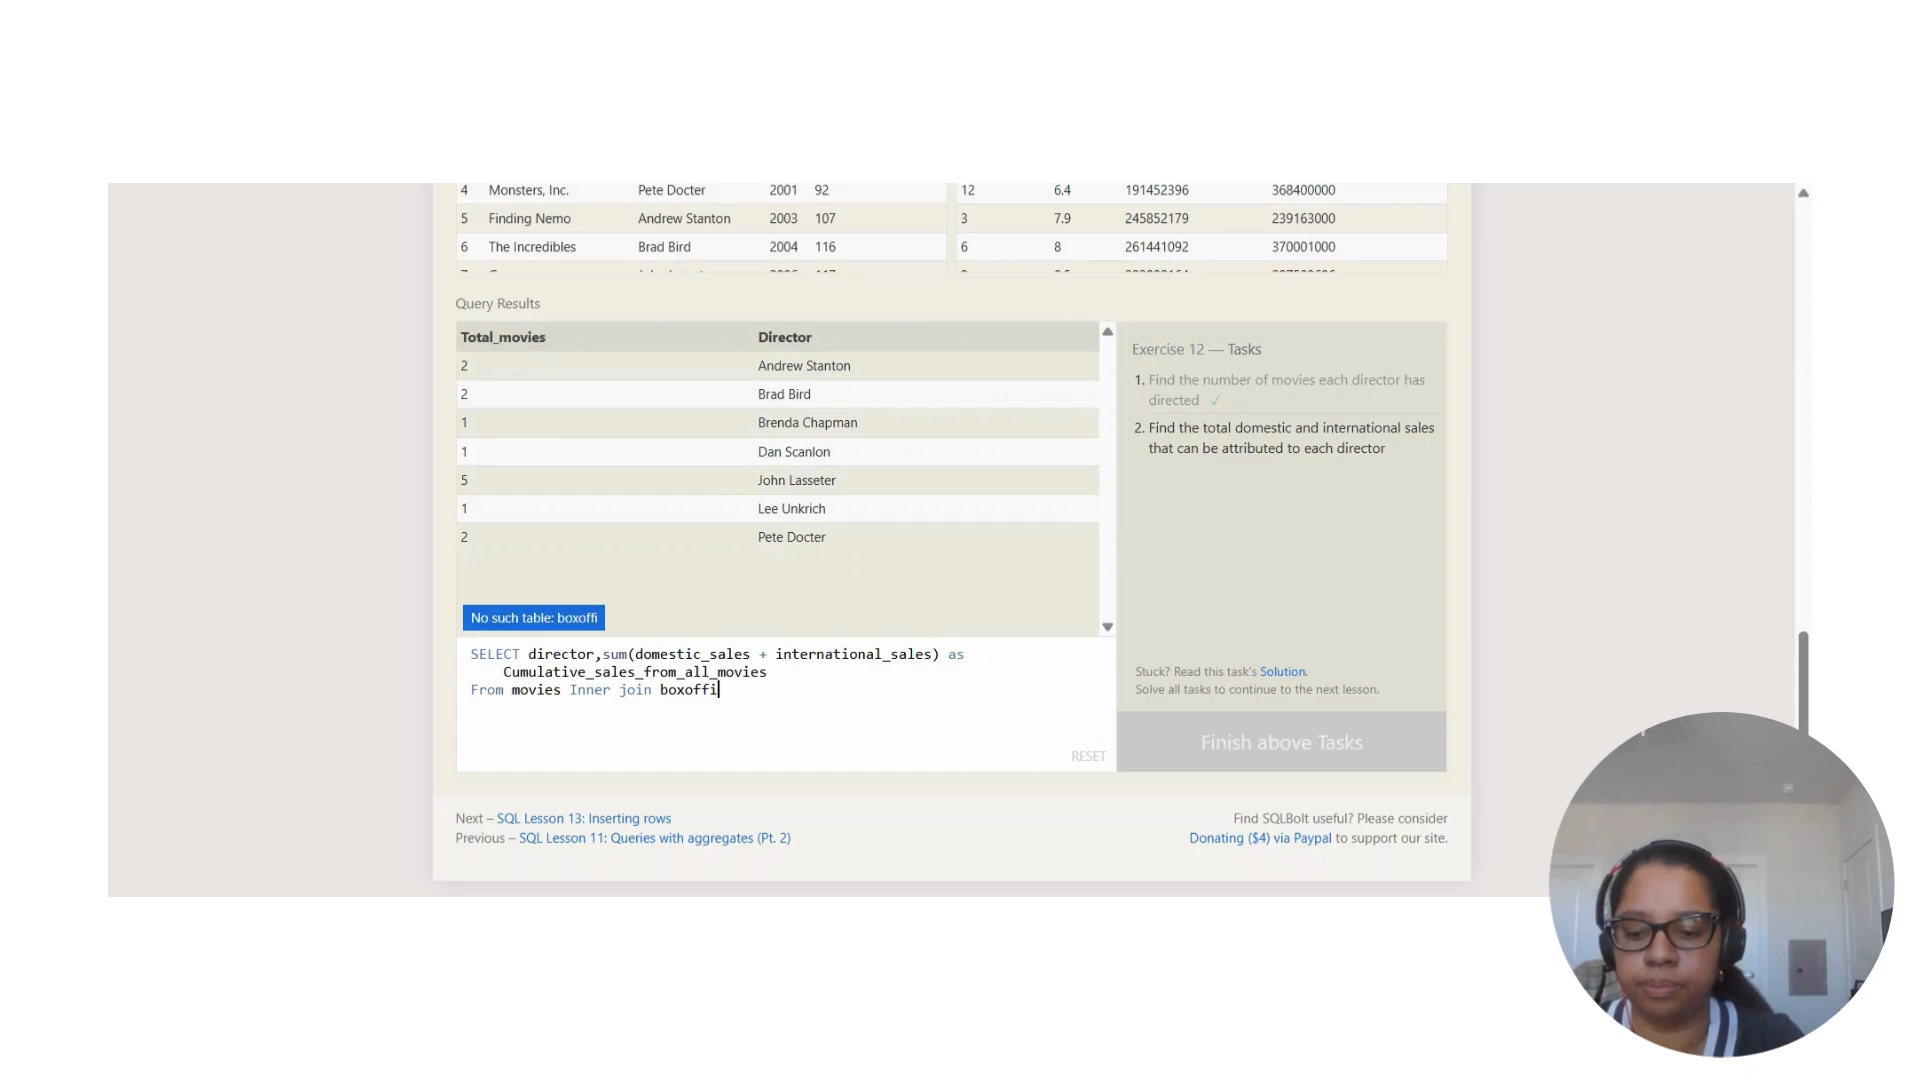 4 Monsters, Inc. Pete Docter 2001 92 12 6.4 191452396 368400000
5 Finding Nemo Andrew Stanton 2003 107 3 7.9 245852179 239163000
6 The Incredibles Brad Bird 2004 116 6 8 261441092 370001000
Query Results
Total_movies Director
2 Andrew Stanton
2 Brad Bird
1 Brenda Chapman
1 Dan Scanlon
5 John Lasseter
1 Lee Unkrich
2 Pete Docter
No such table: boxoffi
SELECT director,sum(domestic_sales + international_sales) as
Cumulative_sales_from_all_movies
From movies Inner join boxoffi
RESET
Exercise 12 — Tasks
1. Find the number of movies each director has
directed ✓
2. Find the total domestic and international sales
that can be attributed to each director
Stuck? Read this task's Solution.
Solve all tasks to continue to the next lesson.
Finish above Tasks
Next – SQL Lesson 13: Inserting rows
Previous – SQL Lesson 11: Queries with aggregates (Pt. 2)
Find SQLBolt useful? Please consider
Donating ($4) via Paypal to support our site.